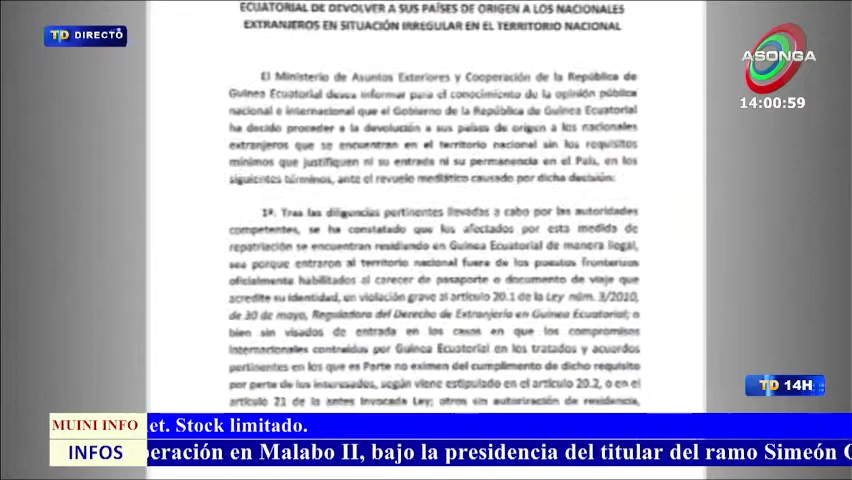 ECUATORIAL DE DEVOLVER A SUS PAÍSES DE ORIGEN A LOS NACIONALES
EXTRANJEROS EN SITUACIÓN IRREGULAR EN EL TERRITORIO NACIONAL
TD DIRECTO
ASONGA
14:00:59
El Ministerio de Asuntos Exteriores y Cooperación de la República de
Guinea Ecuatorial desea informar para el conocimiento de la opinión pública
nacional e internacional que el Gobierno de la República de Guinea Ecuatorial
ha decido proceder a la devolución a sus países de origen a los nacionales
extranjeros que se encuentran en el territorio nacional sin los requisitos
mínimos que justifiquen ni su entrada ni su permanencia en el País, en los
siguientes términos, ante el revuelo mediático causado por dicha decisión:
1º. Tras las diligencias pertinentes llevadas a cabo por las autoridades
competentes, se ha constatado que los afectados por esta medida de
repatriación se encuentran residiendo en Guinea Ecuatorial de manera ilegal,
sea porque entraron al territorio nacional fuera de los puestos fronterizos
oficialmente habilitados al carecer de pasaporte o documento de viaje que
acredite su identidad, en violación grave al artículo 20.1 de la Ley núm. 3/2010,
de 30 de mayo, Reguladora del Derecho de Extranjería en Guinea Ecuatorial; o
bien sin visados de entrada en los casos en que los compromisos
internacionales contraídos por Guinea Ecuatorial en los tratados y acuerdos
pertinentes en los que es Parte no eximen del cumplimento de dicho requisito
por parte de los interesados, según viene estipulado en el artículo 20.2, o en el
artículo 21 de la antes invocada Ley; otros sin autorización de residencia,
TD 14H
MUINI INFO
et. Stock limitado.
INFOS
peración en Malabo II, bajo la presidencia del titular del ramo Simeón